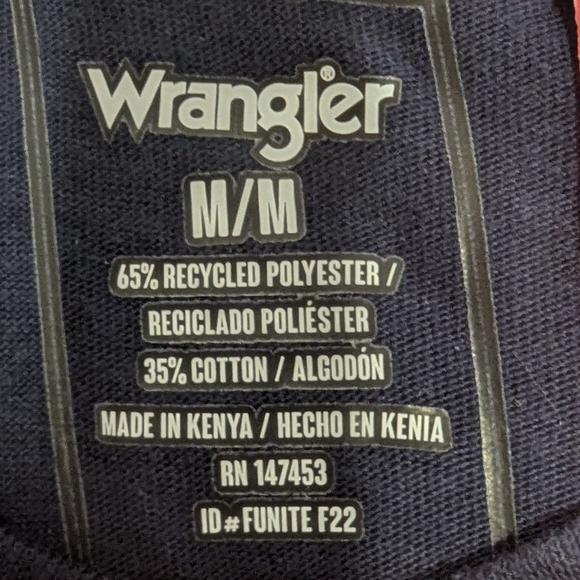 Wrangler®
M/M
65% RECYCLED POLYESTER /
RECICLADO POLIÉSTER
35% COTTON / ALGODÓN
MADE IN KENYA / HECHO EN KENIA
RN 147453
ID# FUNITE F22